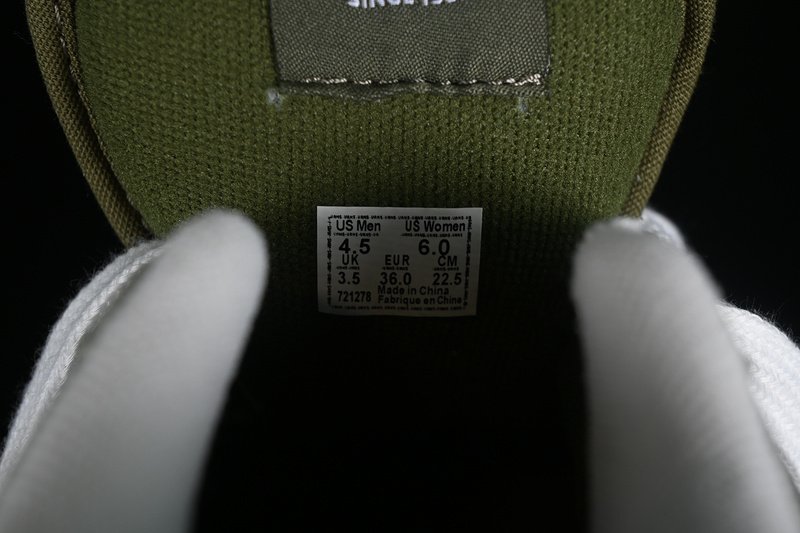 US Men US Women
4.5 6.0
UK EUR CM
3.5 36.0 22.5
721278 Made in China
Fabrique en Chine